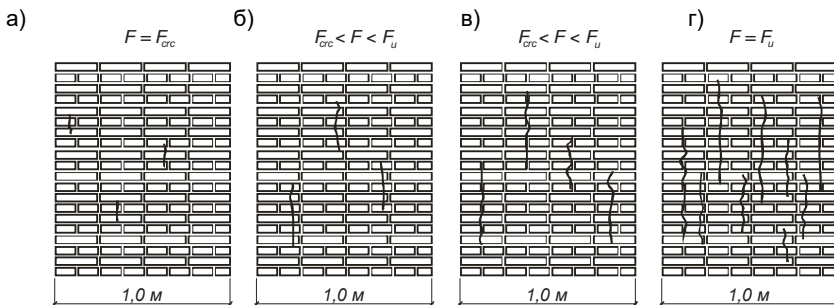 а) б) в) г)
F = Fcrc Fcrc < F < Fu Fcrc < F < Fu F = Fu
1,0 м 1,0 м 1,0 м 1,0 м